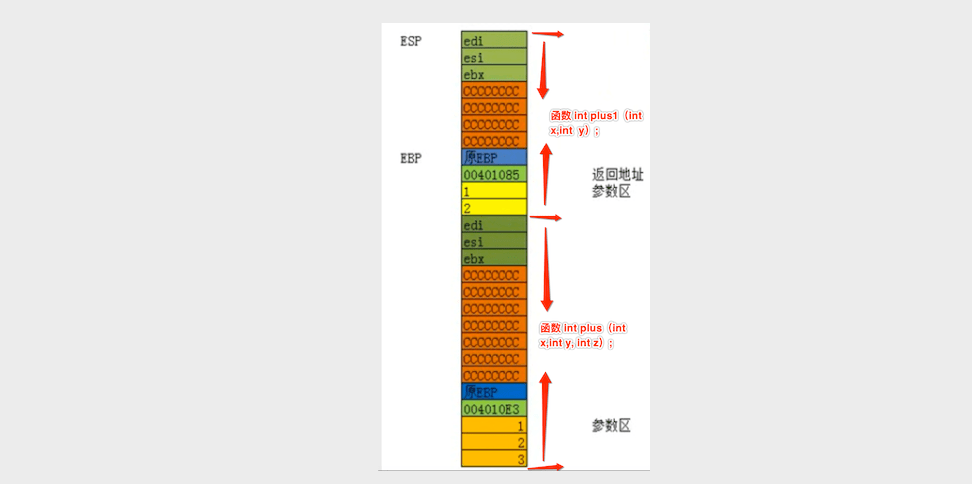 ESP edi
esi
ebx
CCCCCCCC
CCCCCCCC
函数 int plus1（int
CCCCCCCC
x,int y）;
CCCCCCCC
EBP 原EBP
00401085 返回地址
1 参数区
2
edi
esi
ebx
CCCCCCCC
CCCCCCCC
CCCCCCCC
CCCCCCCC
函数 int plus（int
CCCCCCCC
x,int y, int z）;
CCCCCCCC
CCCCCCCC
原EBP
004010E3
1 参数区
2
3